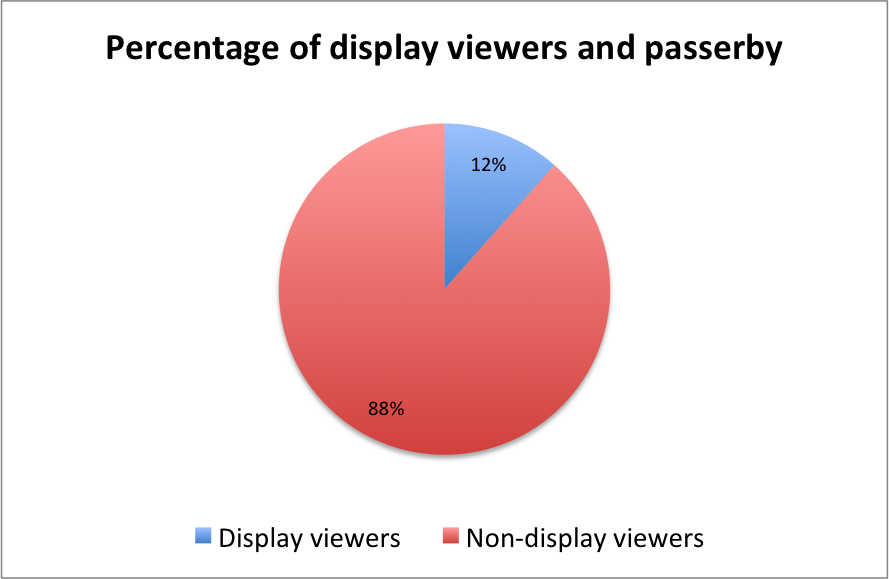 Percentage of display viewers and passerby
12%
88%
Display viewers
Non-display viewers